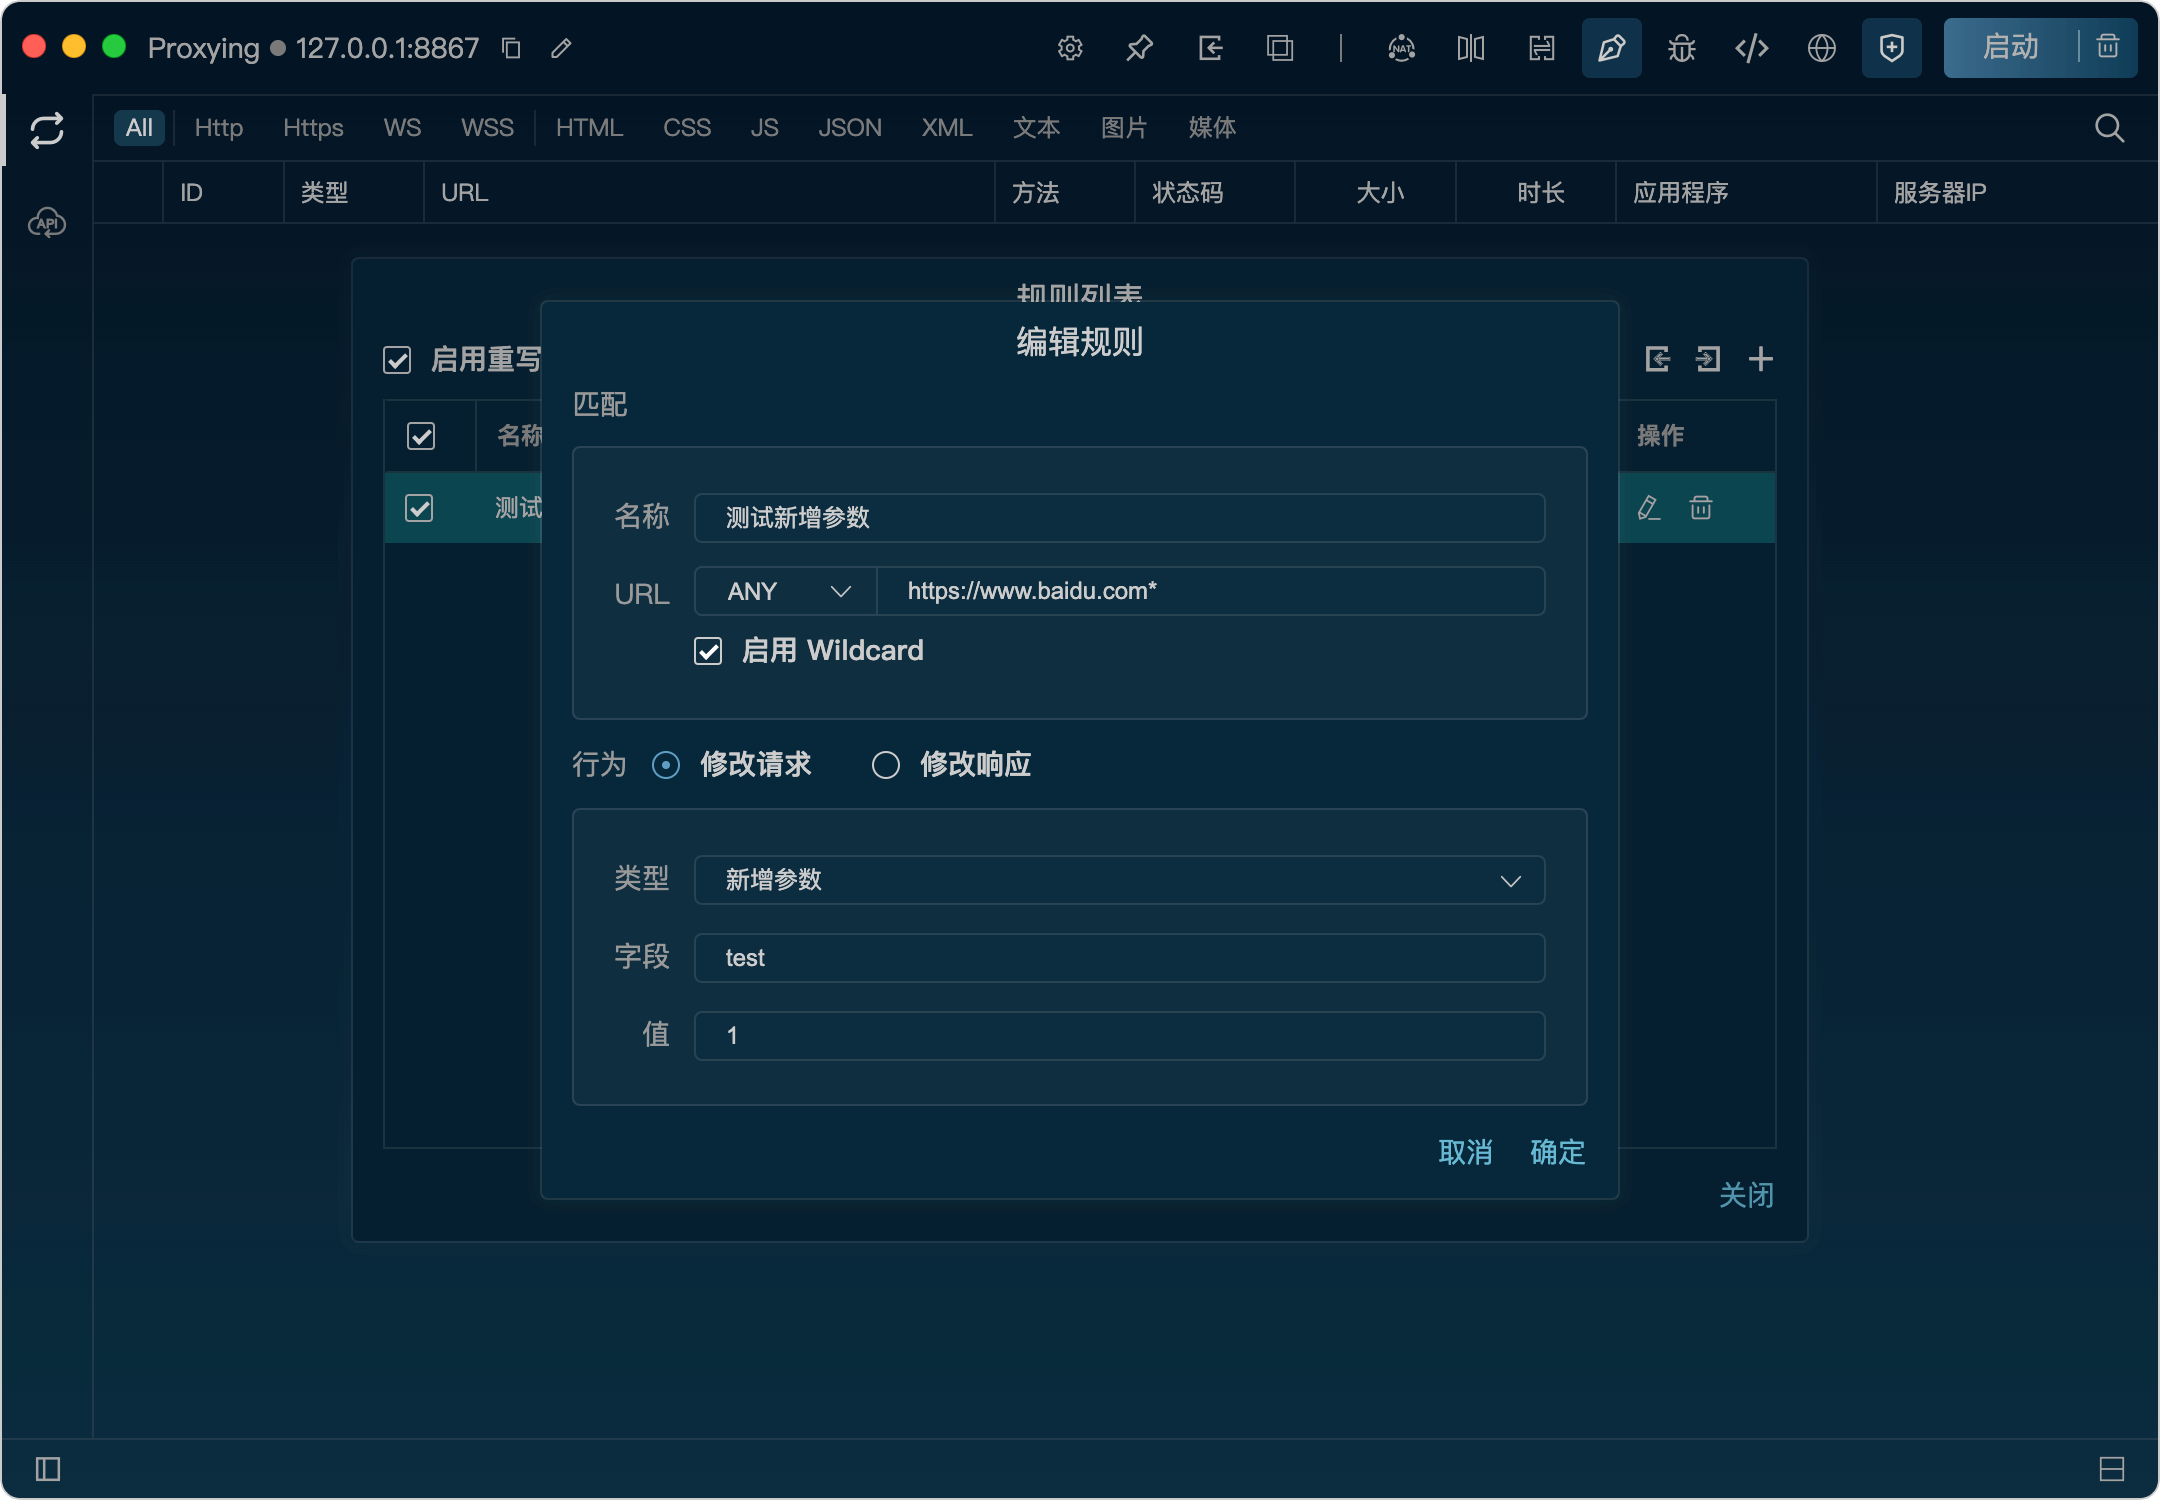 Proxying 127.0.0.1:8867
NAT
启动
All Http Https WS WSS HTML CSS JS JSON XML 文本 图片 媒体
API
ID 类型 URL 方法 状态码 大小 时长 应用程序 服务器IP
规则列表
编辑规则
启用重写
匹配
名称 操作
测试
名称 测试新增参数
URL ANY https://www.baidu.com*
启用 Wildcard
行为 修改请求 修改响应
类型 新增参数
字段 test
值 1
取消 确定
关闭